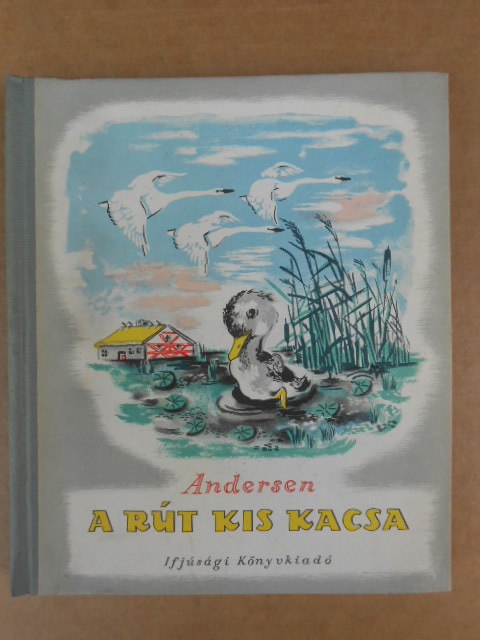 Andersen
A RÚT KIS KACSA
Ifjúsági Könyvkiadó